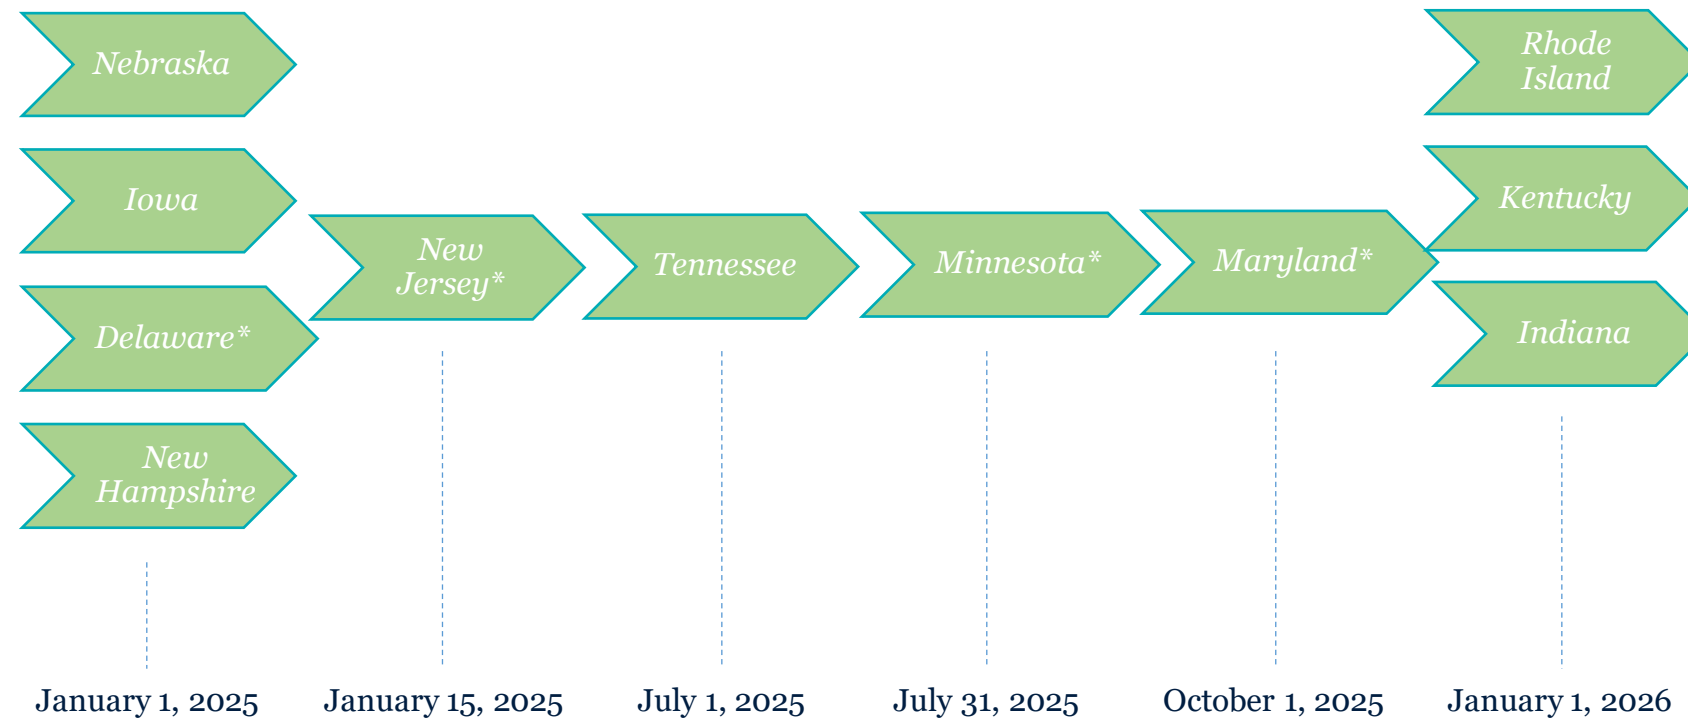 Nebraska
Iowa
Delaware*
New
Hampshire
New
Jersey*
Tennessee
Minnesota*
Maryland*
Rhode
Island
Kentucky
Indiana
January 1, 2025
January 15, 2025
July 1, 2025
July 31, 2025
October 1, 2025
January 1, 2026